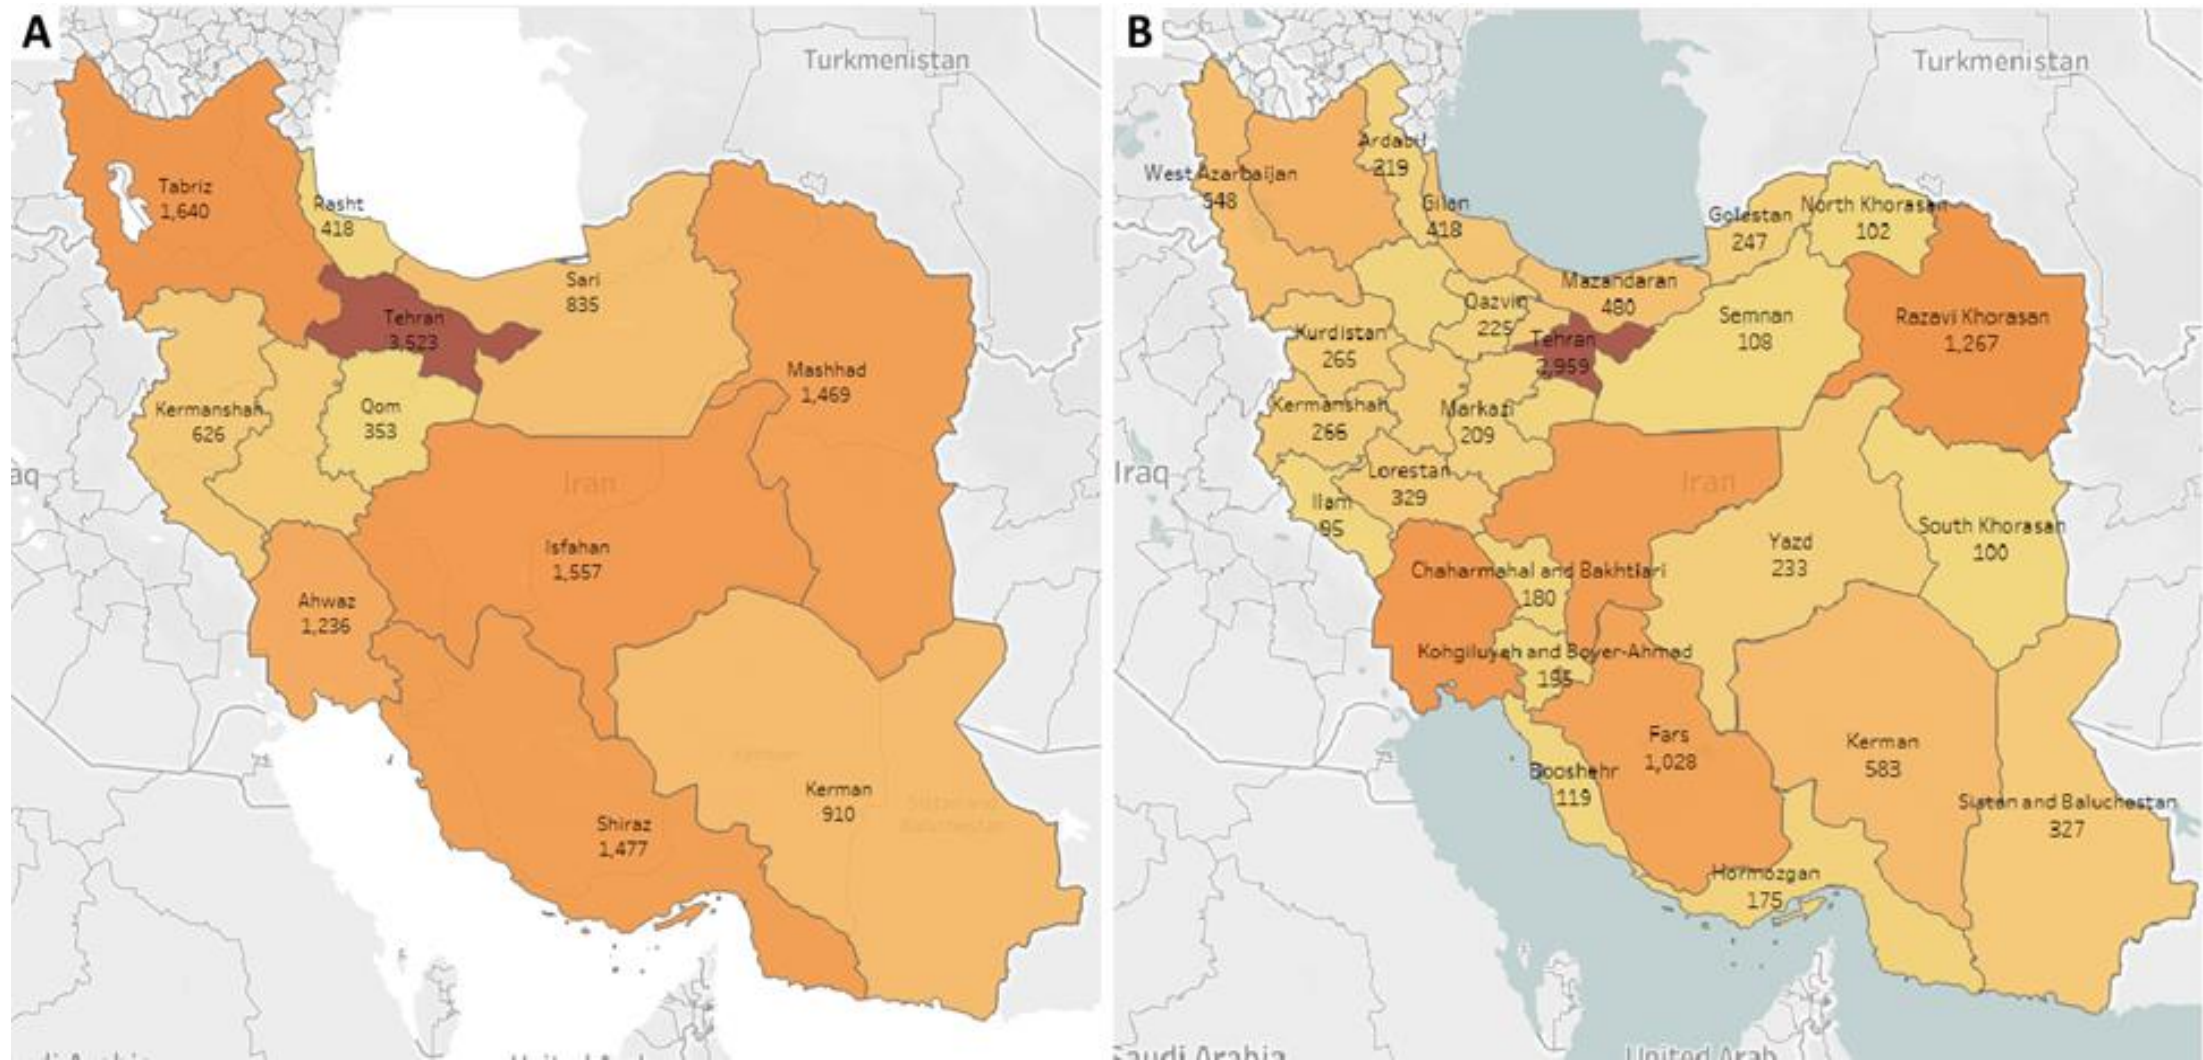 A
Turkmenistan
Tabriz
1,640
Rasht
418
Sari
835
Tehran
3,523
Mashhad
1,469
Kermanshah
626
Qom
353
aq
Iran
Isfahan
1,557
Ahwaz
1,236
Kerman
910
Shiraz
1,477
B
Turkmenistan
Ardabil
219
West Azarbaijan
548
Gilan
418
Golestan
247
North Khorasan
102
Mazandaran
480
Qazvin
225
Semnan
108
Razavi Khorasan
1,267
Kurdistan
265
Tehran
2,959
Kermanshah
266
Markazi
209
Lorestan
329
Iraq
Iran
Ilam
95
South Khorasan
100
Yazd
233
Chaharmahal and Bakhtiari
180
Kohgiluyah and Boyer-Ahmad
195
Fars
1,028
Kerman
583
Booshehr
119
Sistan and Baluchestan
327
Hormozgan
175
Saudi Arabia
United Arab